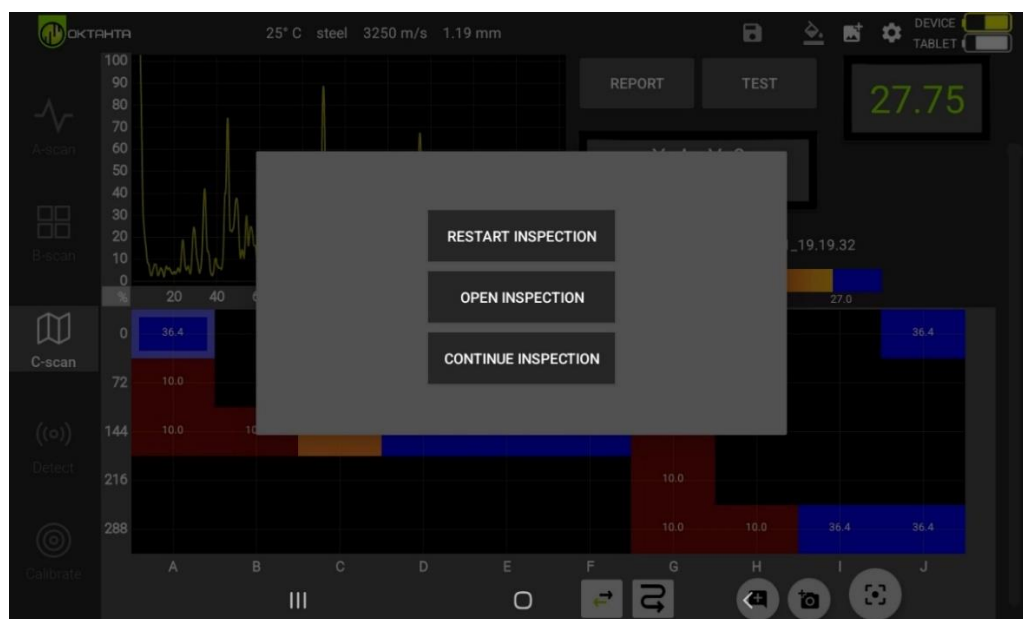 ОКТАНТА
25° C steel 3250 m/s 1.19 mm
DEVICE
TABLET
REPORT
TEST
27.75
A-scan
B-scan
C-scan
Detect
Calibrate
100
90
80
70
60
50
40
30
20
10
0
% 20 40
_19.19.32
27.0
RESTART INSPECTION
OPEN INSPECTION
CONTINUE INSPECTION
0 36.4 36.4
72 10.0
144 10.0 10
216 10.0
288 10.0 10.0 36.4 36.4
A B C D E F G H I J